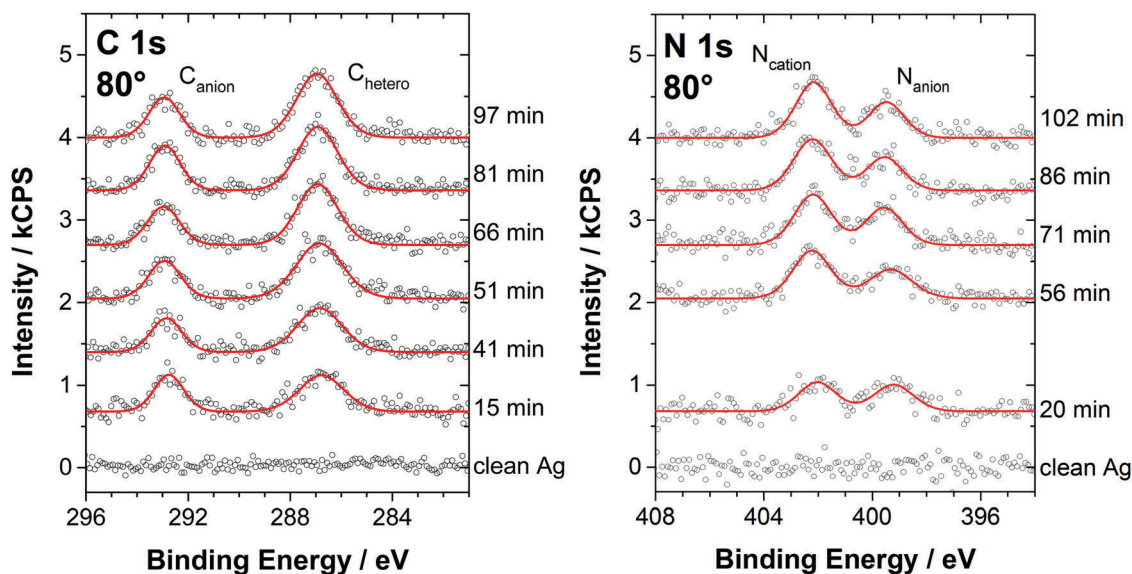 C 1s
80°
C anion
C hetero
97 min
81 min
66 min
51 min
41 min
15 min
clean Ag
5
4
3
2
1
0
Intensity / kCPS
296
292
288
284
Binding Energy / eV
N 1s
80°
N cation
N anion
102 min
86 min
71 min
56 min
20 min
clean Ag
5
4
3
2
1
0
Intensity / kCPS
408
404
400
396
Binding Energy / eV